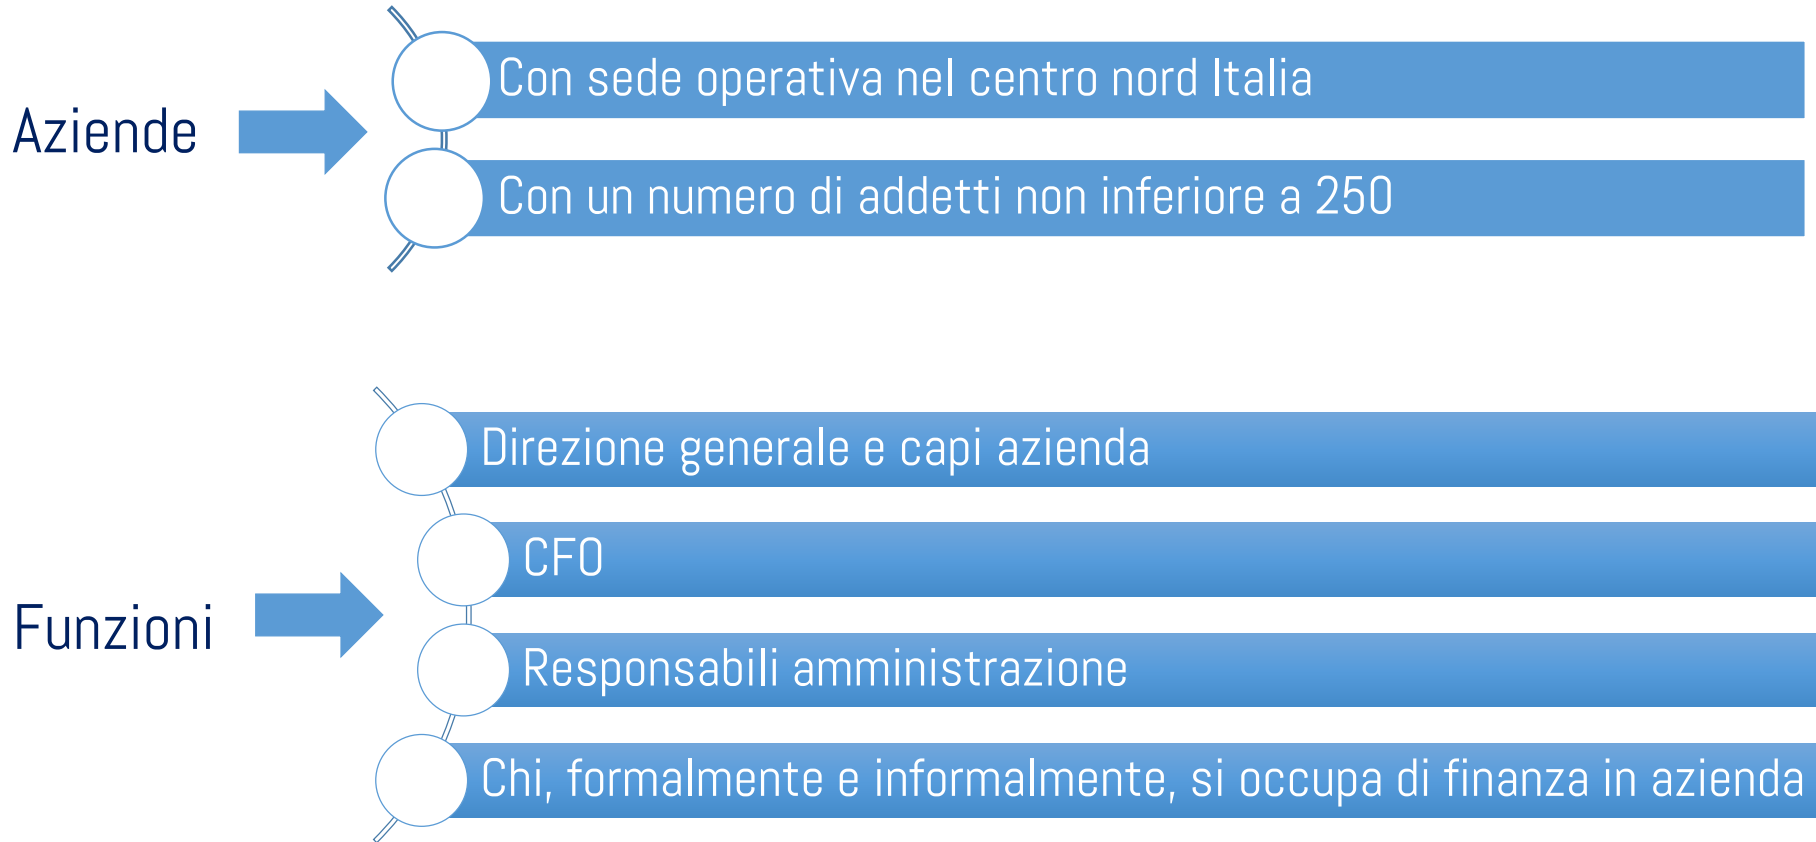 Aziende
Con sede operativa nel centro nord Italia
Con un numero di addetti non inferiore a 250
Funzioni
Direzione generale e capi azienda
CFO
Responsabili amministrazione
Chi, formalmente e informalmente, si occupa di finanza in azienda